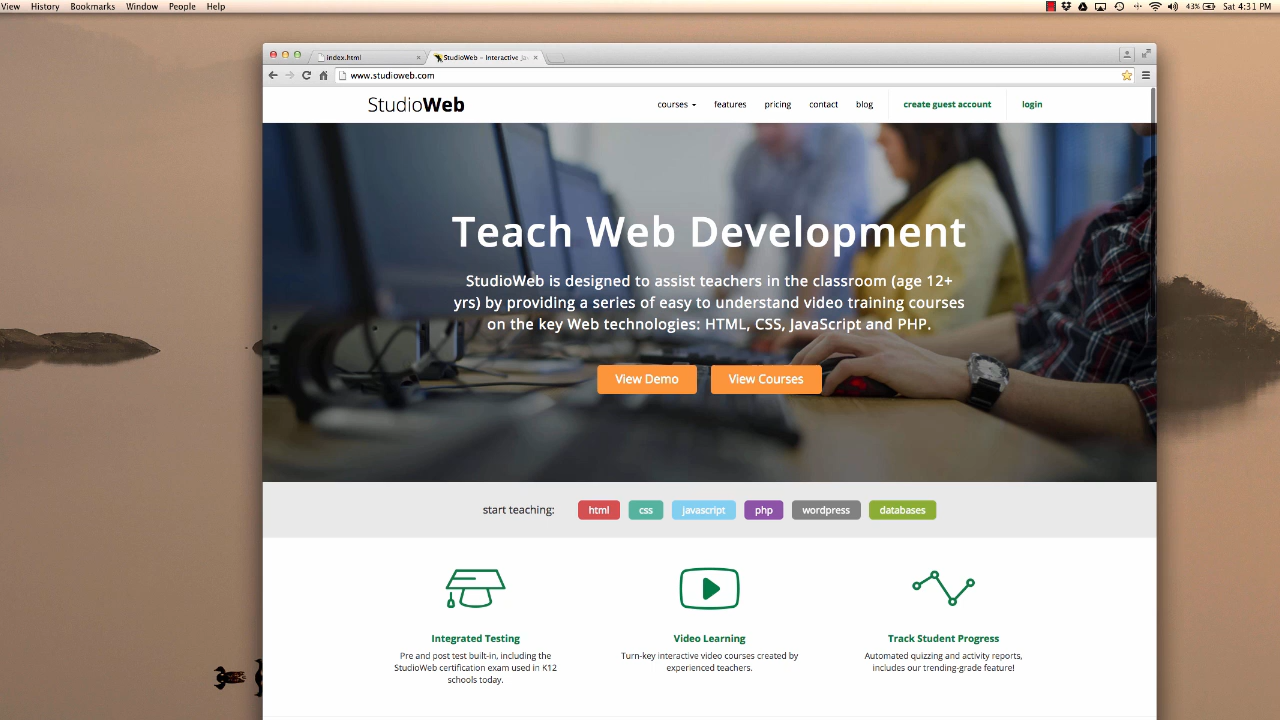 View History Bookmarks Window People Help
43% Sat 4:31 PM
index.html
StudioWeb – Interactive Ja
www.studioweb.com
StudioWeb
courses features pricing contact blog create guest account login
Teach Web Development
StudioWeb is designed to assist teachers in the classroom (age 12+
yrs) by providing a series of easy to understand video training courses
on the key Web technologies: HTML, CSS, JavaScript and PHP.
View Demo View Courses
start teaching: html css javascript php wordpress databases
Integrated Testing
Pre and post test built-in, including the
StudioWeb certification exam used in K12
schools today.
Video Learning
Turn-key interactive video courses created by
experienced teachers.
Track Student Progress
Automated quizzing and activity reports,
includes our trending-grade feature!